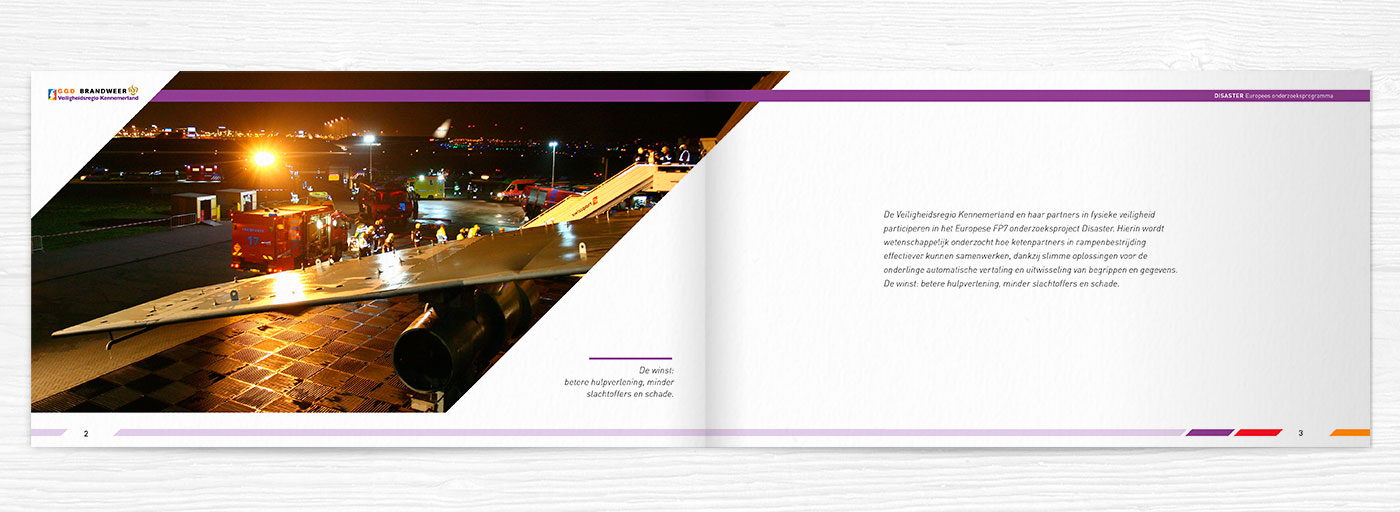 GGD BRANDWEER
Veiligheidsregio Kennemerland
DISASTER Europees onderzoeksprogramma
17
swissport
De winst:
betere hulpverlening, minder
slachtoffers en schade.
2
De Veiligheidsregio Kennemerland en haar partners in fysieke veiligheid
participeren in het Europese FP7 onderzoeksproject Disaster. Hierin wordt
wetenschappelijk onderzocht hoe ketenpartners in rampenbestrijding
effectiever kunnen samenwerken, dankzij slimme oplossingen voor de
onderlinge automatische vertaling en uitwisseling van begrippen en gegevens.
De winst: betere hulpverlening, minder slachtoffers en schade.
3